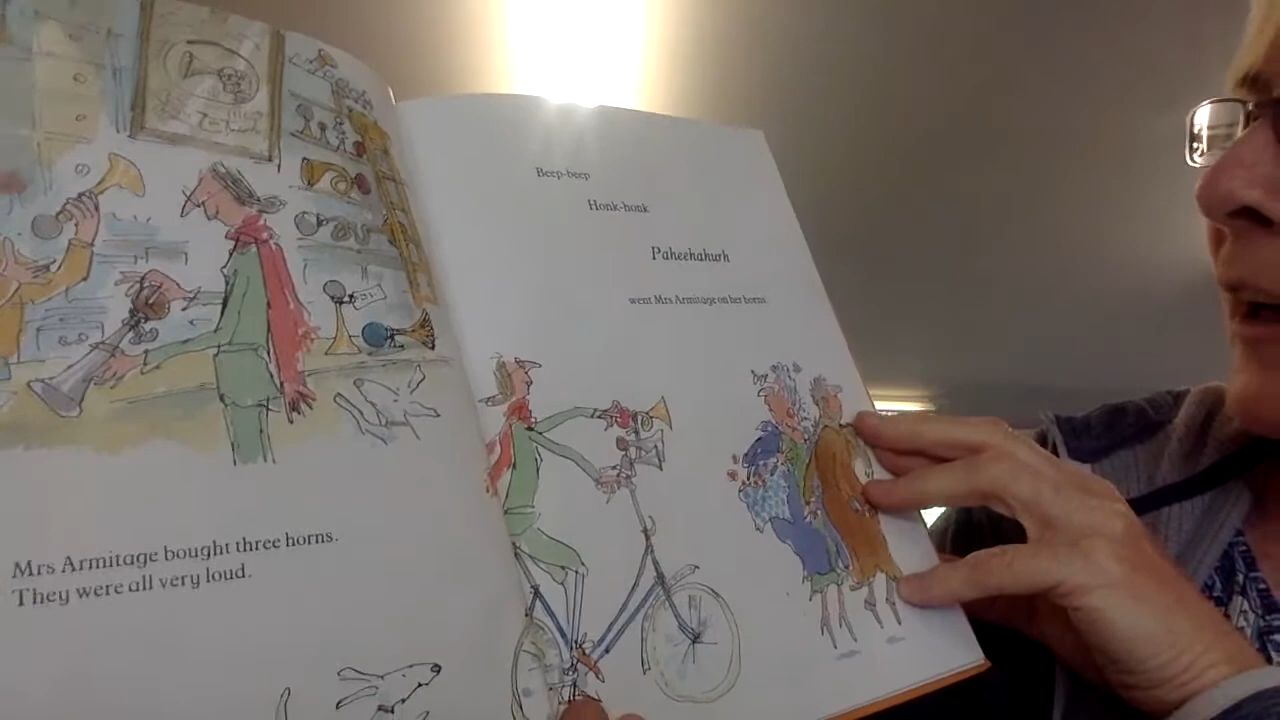 Mrs Armitage bought three horns.
They were all very loud.
Beep-beep
Honk-honk
Paheehahurh
went Mrs Armitage on her horns.